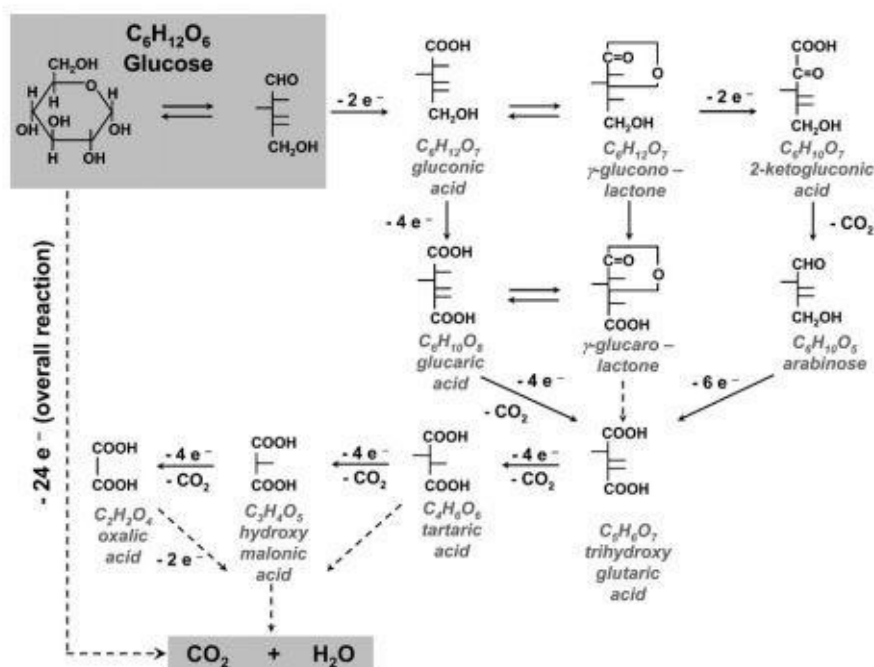 C₆H₁₂O₆
Glucose
CH₂OH
H
O
H
H
OH
H
OH
OH
H
OH
CHO
CH₂OH
- 2 e⁻
COOH
CH₂OH
C₆H₁₂O₇
gluconic
acid
C=O
O
CH₂OH
C₆H₁₂O₇
γ-glucono –
lactone
- 2 e⁻
COOH
C=O
CH₂OH
C₆H₁₀O₇
2-ketogluconic
acid
- 4 e⁻
- CO₂
COOH
COOH
C₆H₁₀O₈
glucaric
acid
C=O
O
COOH
γ-glucaro –
lactone
CHO
CH₂OH
C₅H₁₀O₅
arabinose
- 24 e⁻ (overall reaction)
- 4 e⁻
- CO₂
- 6 e⁻
COOH
COOH
C₂H₂O₄
oxalic
acid
- 4 e⁻
- CO₂
COOH
COOH
C₃H₄O₅
hydroxy
malonic
acid
- 4 e⁻
- CO₂
COOH
COOH
C₄H₆O₆
tartaric
acid
- 4 e⁻
- CO₂
COOH
COOH
C₅H₆O₇
trihydroxy
glutaric
acid
- 2 e⁻
CO₂ + H₂O